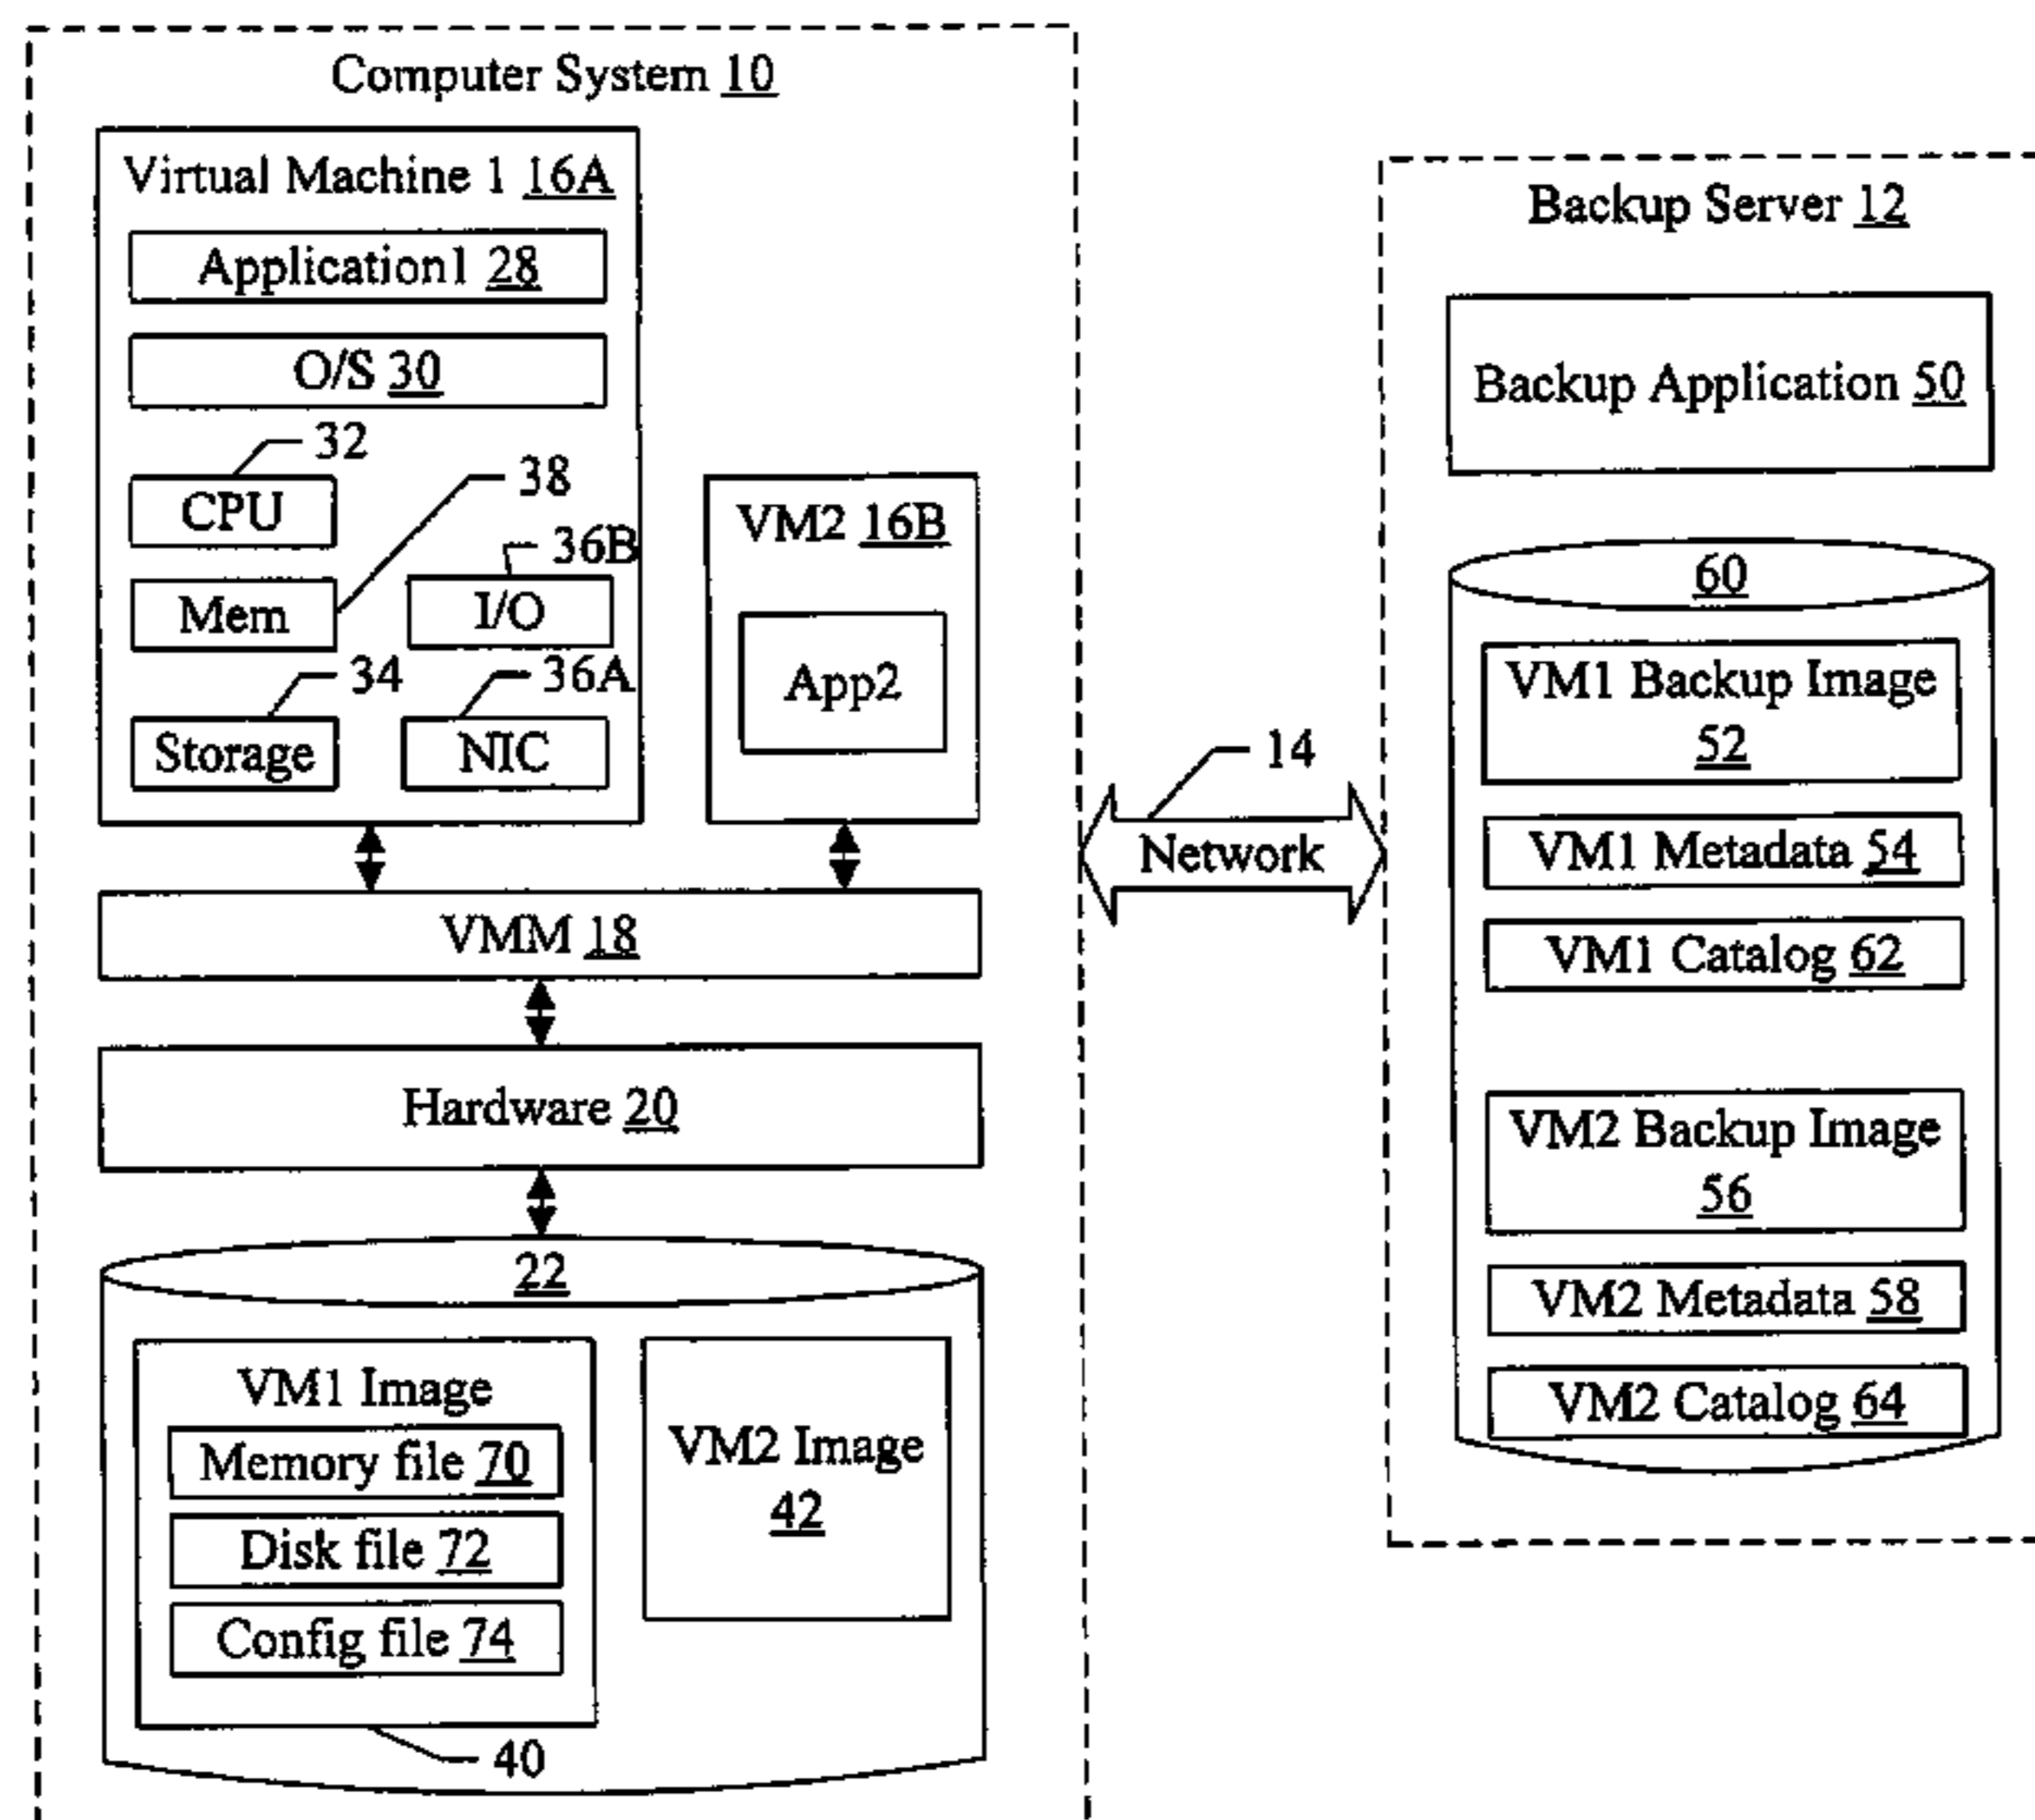 Computer System 10
Virtual Machine 1 16A
Application1 28
O/S 30
32
CPU
38
Mem
36B
I/O
34
Storage
36A
NIC
VM2 16B
App2
VMM 18
Hardware 20
22
VM1 Image
Memory file 70
Disk file 72
Config file 74
40
VM2 Image
42
14
Network
Backup Server 12
Backup Application 50
60
VM1 Backup Image
52
VM1 Metadata 54
VM1 Catalog 62
VM2 Backup Image
56
VM2 Metadata 58
VM2 Catalog 64